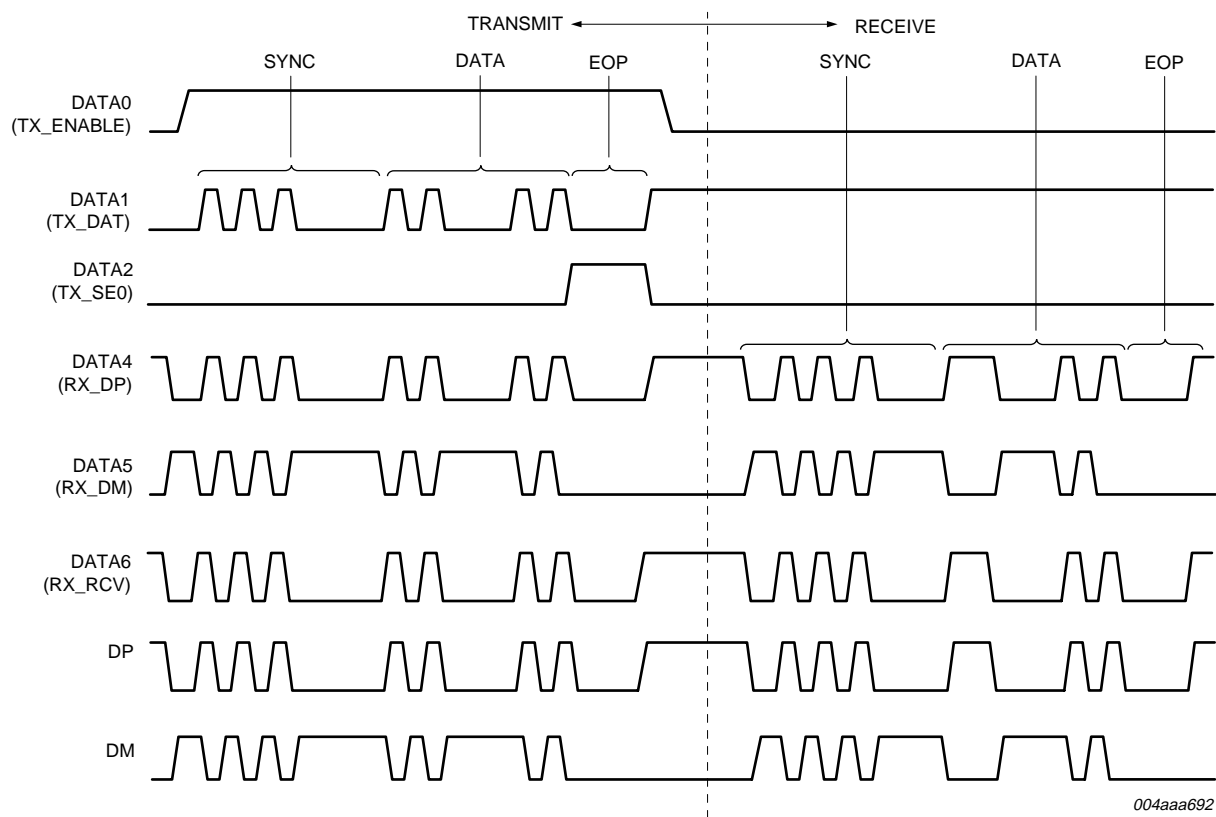 TRANSMIT RECEIVE
SYNC DATA EOP SYNC DATA EOP
DATA0
(TX_ENABLE)
DATA1
(TX_DAT)
DATA2
(TX_SE0)
DATA4
(RX_DP)
DATA5
(RX_DM)
DATA6
(RX_RCV)
DP
DM
004aaa692